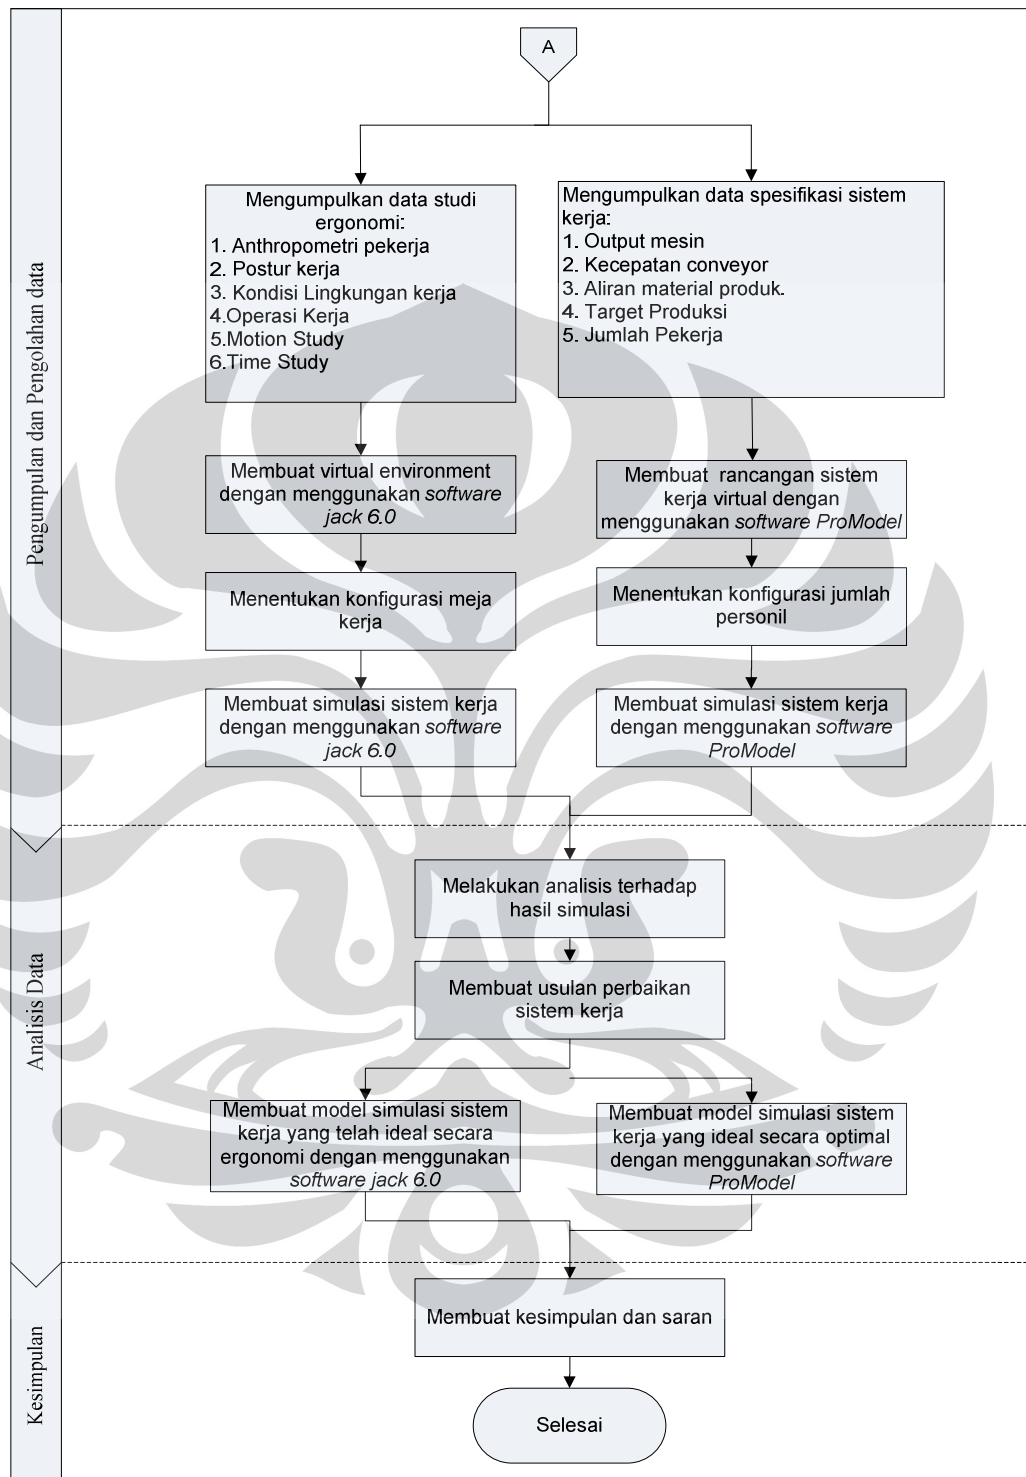 A
Pengumpulan dan Pengolahan data
Mengumpulkan data studi
ergonomi:
1. Anthropometri pekerja
2. Postur kerja
3. Kondisi Lingkungan kerja
4.Operasi Kerja
5.Motion Study
6.Time Study
Mengumpulkan data spesifikasi sistem
kerja:
1. Output mesin
2. Kecepatan conveyor
3. Aliran material produk.
4. Target Produksi
5. Jumlah Pekerja
Membuat virtual environment
dengan menggunakan software
jack 6.0
Membuat rancangan sistem
kerja virtual dengan
menggunakan software ProModel
Menentukan konfigurasi meja
kerja
Menentukan konfigurasi jumlah
personil
Membuat simulasi sistem kerja
dengan menggunakan software
jack 6.0
Membuat simulasi sistem kerja
dengan menggunakan software
ProModel
Analisis Data
Melakukan analisis terhadap
hasil simulasi
Membuat usulan perbaikan
sistem kerja
Membuat model simulasi sistem
kerja yang telah ideal secara
ergonomi dengan menggunakan
software jack 6.0
Membuat model simulasi sistem
kerja yang ideal secara optimal
dengan menggunakan software
ProModel
Kesimpulan
Membuat kesimpulan dan saran
Selesai